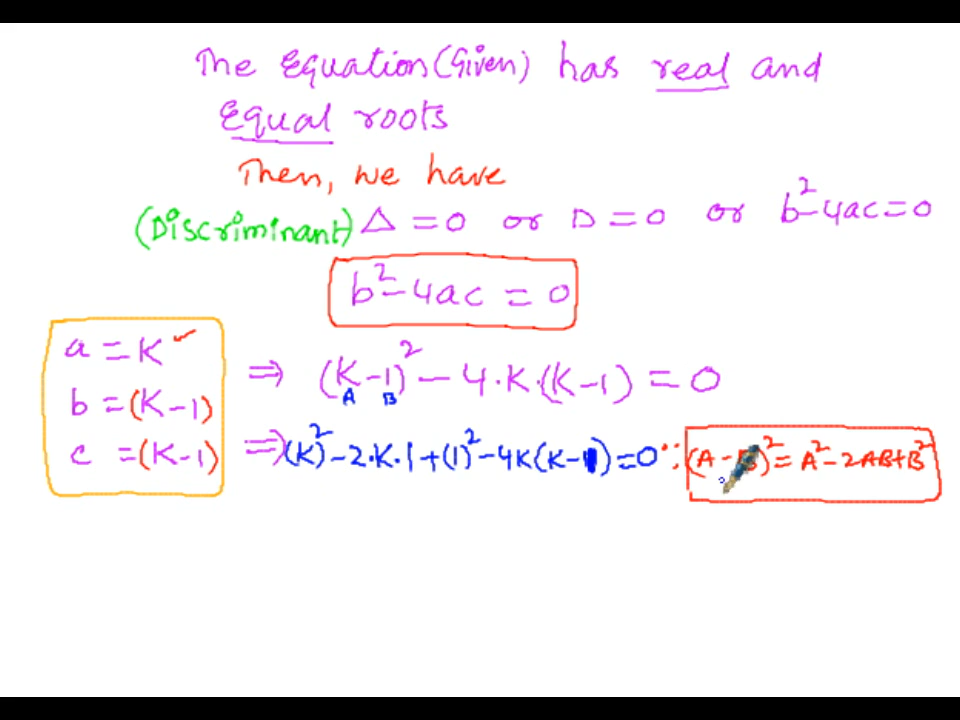 The Equation(Given) has real and
Equal roots
Then, we have
(Discriminant) Δ = 0 or D = 0 or b²-4ac = 0
b²-4ac = 0
a = K ✓
b = (K-1)
c = (K-1)
⇒ (K-1)² - 4·K·(K-1) = 0
A B
⇒ (K)² - 2·K·1 + (1)² - 4K(K-1) = 0 ∵ (A-B)² = A² - 2AB + B²